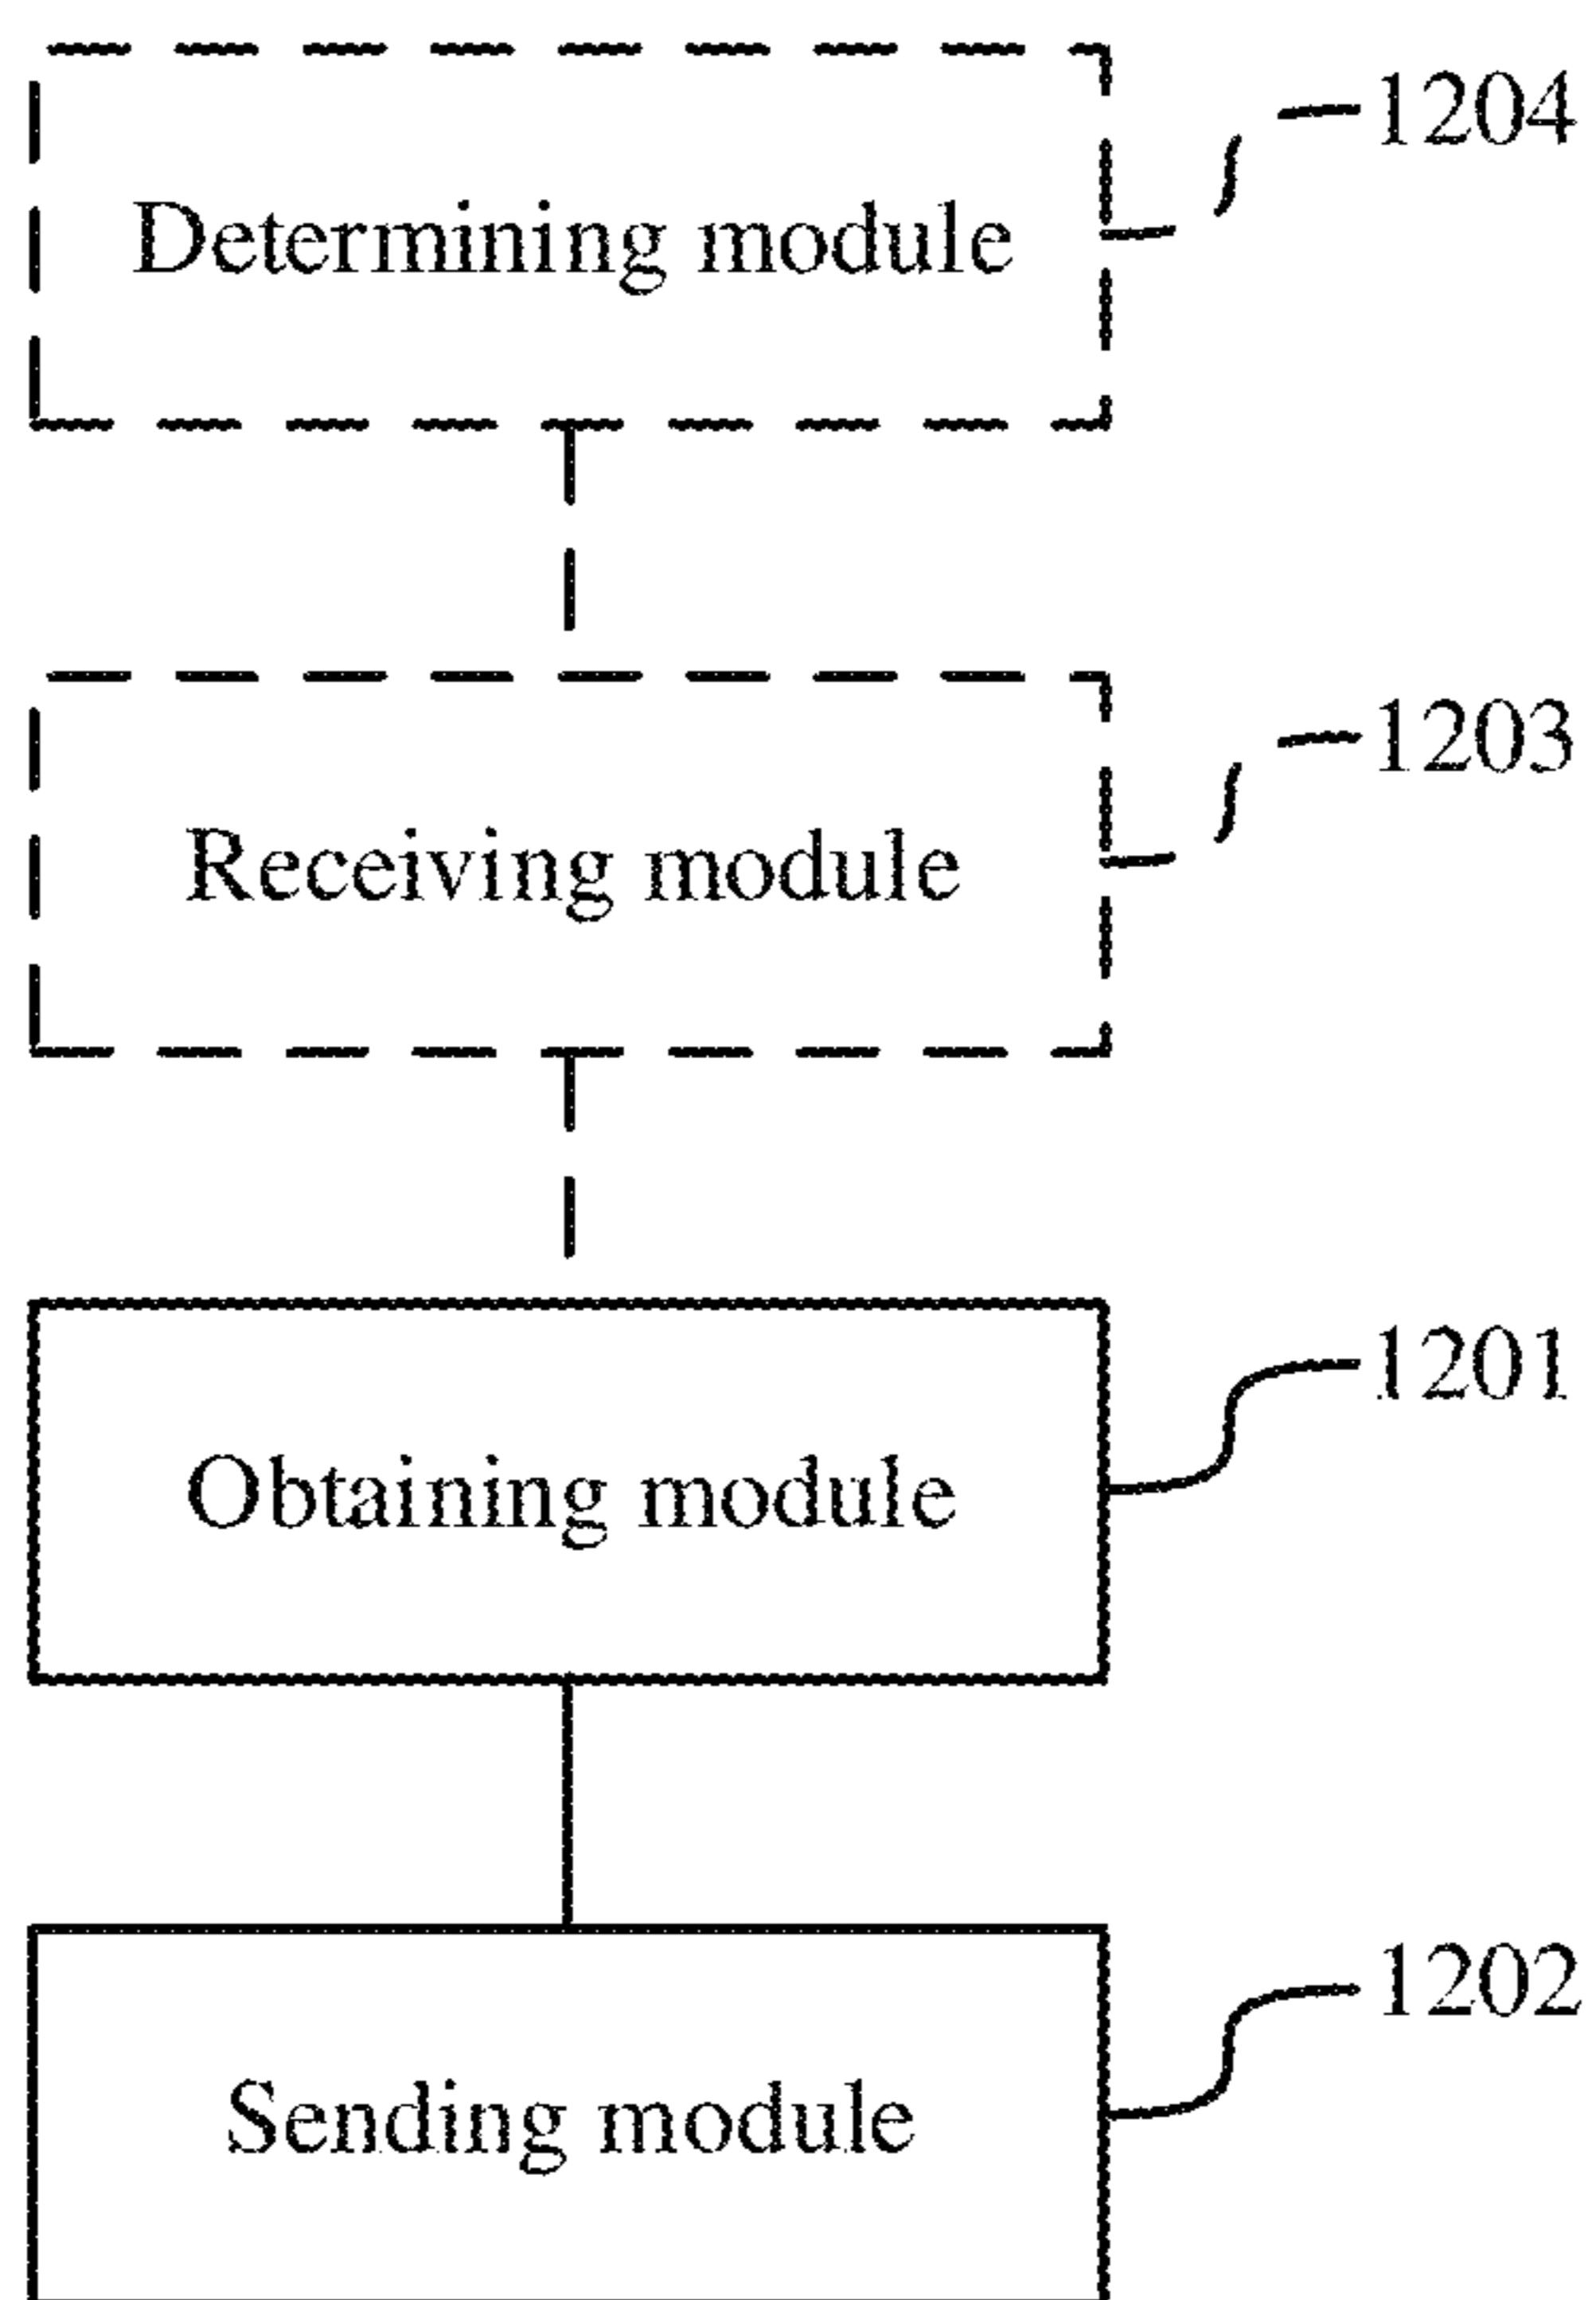 1204
Determining module
1203
Receiving module
1201
Obtaining module
1202
Sending module